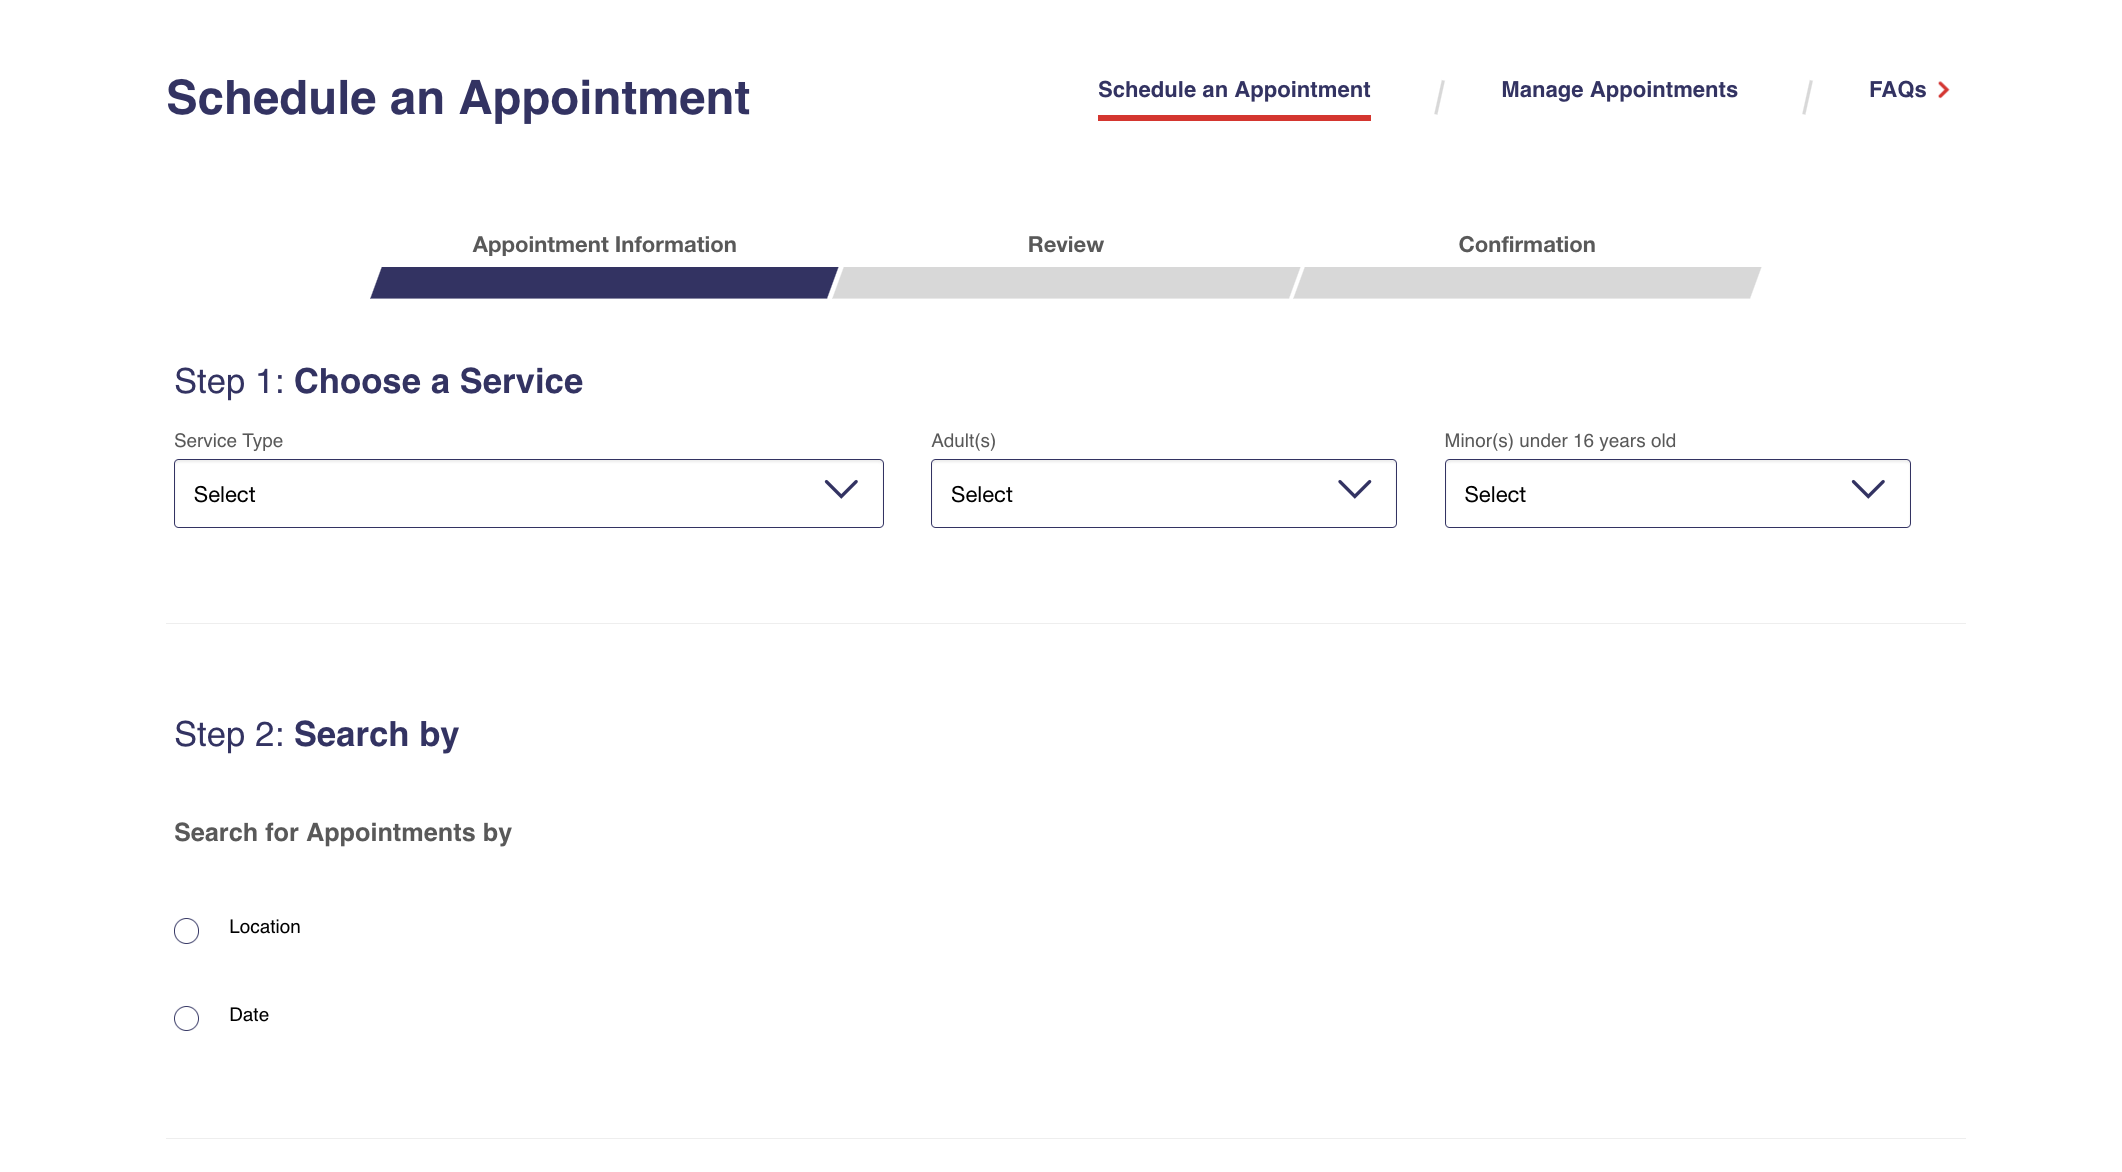 Schedule an Appointment
Schedule an Appointment / Manage Appointments / FAQs
Appointment Information Review Confirmation
Step 1: Choose a Service
Service Type Adult(s) Minor(s) under 16 years old
Select Select Select
Step 2: Search by
Search for Appointments by
Location
Date